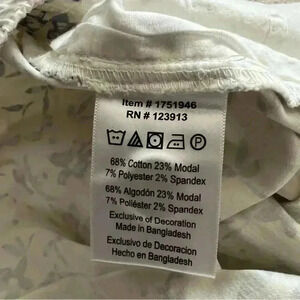 Item # 1751946
RN # 123913
P
68% Cotton 23% Modal
7% Polyester 2% Spandex
68% Algodón 23% Modal
7% Poliéster 2% Spandex
Exclusive of Decoration
Made in Bangladesh
Exclusivo de Decoracion
Hecho en Bangladesh